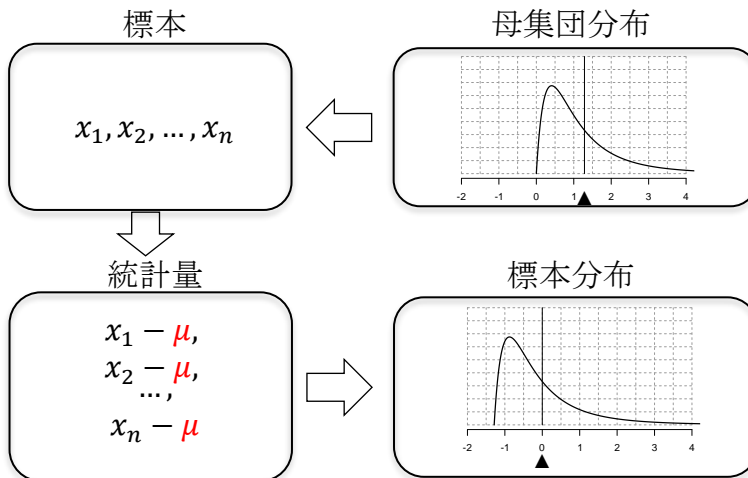 標本
母集団分布
x₁, x₂, …, xₙ
-2 -1 0 1 2 3 4
統計量
標本分布
x₁ − μ,
x₂ − μ,
…,
xₙ − μ
-2 -1 0 1 2 3 4